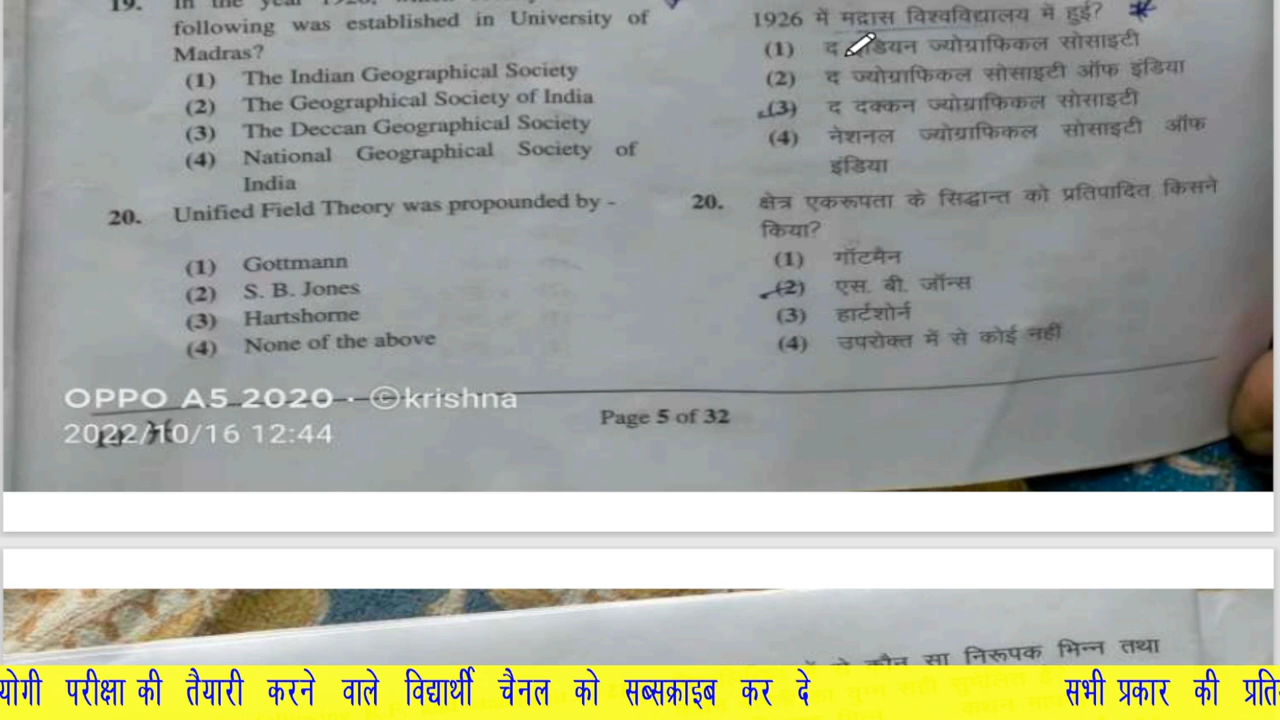 19.
following was established in University of
Madras?
(1) The Indian Geographical Society
(2) The Geographical Society of India
(3) The Deccan Geographical Society
(4) National Geographical Society of
India
20. Unified Field Theory was propounded by -
(1) Gottmann
(2) S. B. Jones
(3) Hartshorne
(4) None of the above
1926 में मद्रास विश्वविद्यालय में हुई?
(1) द ज्योग्राफिकल सोसाइटी
(2) द ज्योग्राफिकल सोसाइटी ऑफ इंडिया
(3) द दक्कन ज्योग्राफिकल सोसाइटी
(4) नेशनल ज्योग्राफिकल सोसाइटी ऑफ
इंडिया
20. क्षेत्र एकरूपता के सिद्धान्त को प्रतिपादित किसने
किया?
(1) गॉटमैन
(2) एस. बी. जॉन्स
(3) हार्टशोर्न
(4) उपरोक्त में से कोई नहीं
OPPO A5 2020 · ©krishna
2022/10/16 12:44
Page 5 of 32
कौन सा निरूपक भिन्न तथा
योगी परीक्षा की तैयारी करने वाले विद्यार्थी चैनल को सब्सक्राइब कर दे सभी प्रकार की